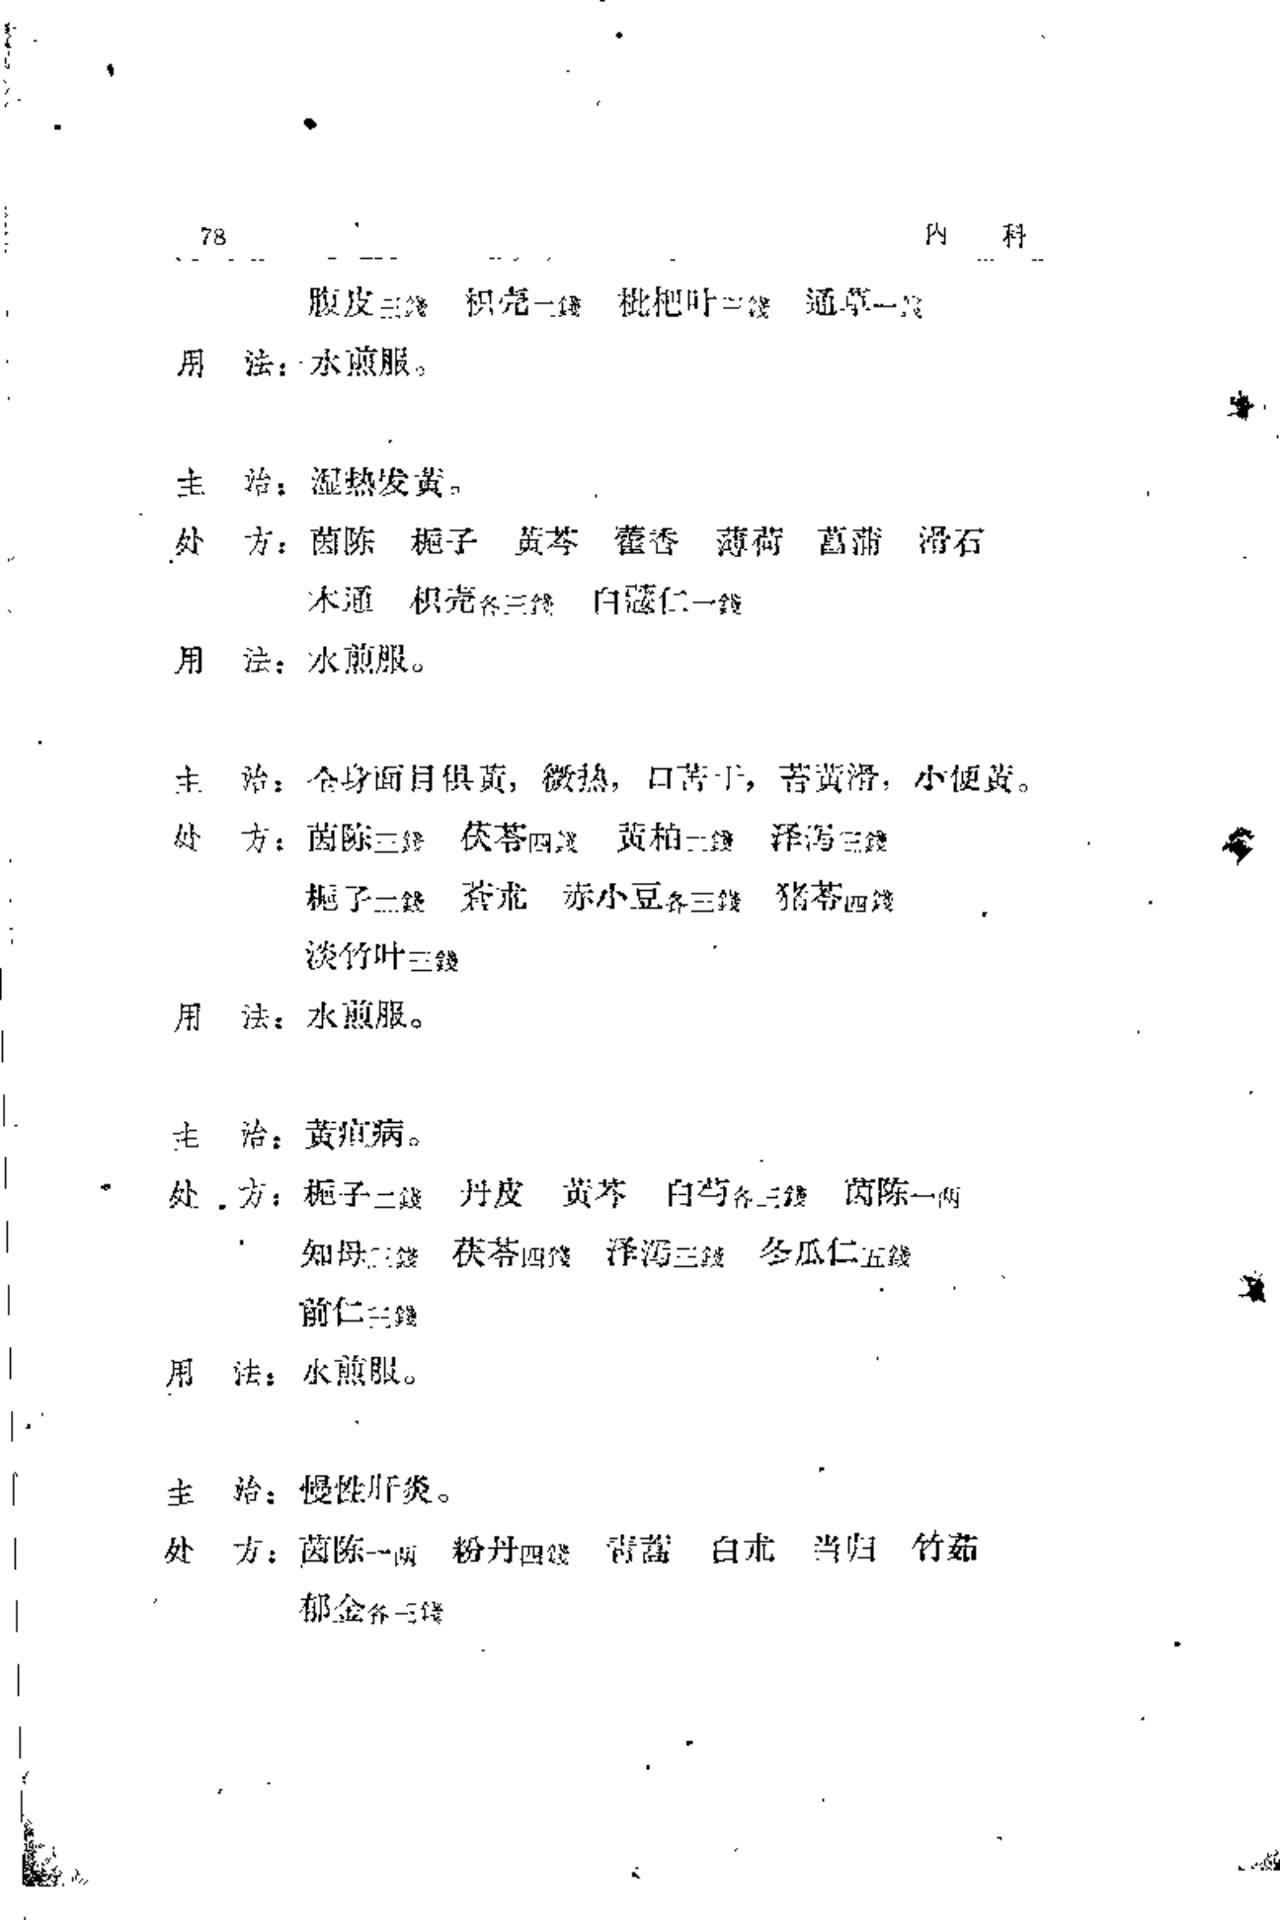 78 内 科
腹皮三錢 枳壳一錢 枇杷叶三錢 通草一錢
用 法：水煎服。
主 治：湿热发黄。
处 方：茵陈 梔子 黄芩 藿香 薄荷 菖蒲 滑石
木通 枳壳各三錢 白蔻仁一錢
用 法：水煎服。
主 治：全身面目俱黄，微热，口苦干，苔黄滑，小便黄。
处 方：茵陈三錢 茯苓四錢 黄柏二錢 泽泻三錢
梔子二錢 苍朮 赤小豆各三錢 猪苓四錢
淡竹叶三錢
用 法：水煎服。
主 治：黄疸病。
处 方：梔子二錢 丹皮 黄芩 白芍各三錢 茵陈一两
知母三錢 茯苓四錢 泽泻三錢 冬瓜仁五錢
前仁三錢
用 法：水煎服。
主 治：慢性肝炎。
处 方：茵陈一两 粉丹四錢 青蒿 白朮 当归 竹茹
郁金各三錢